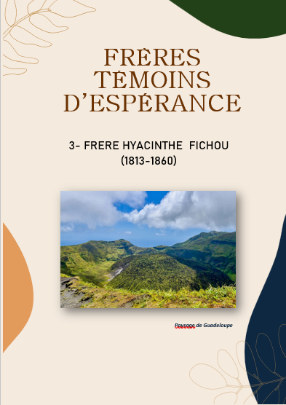 FRÈRES
TÉMOINS
D'ESPÉRANCE
3- FRERE HYACINTHE FICHOU
(1813-1860)
Paysage de Guadeloupe